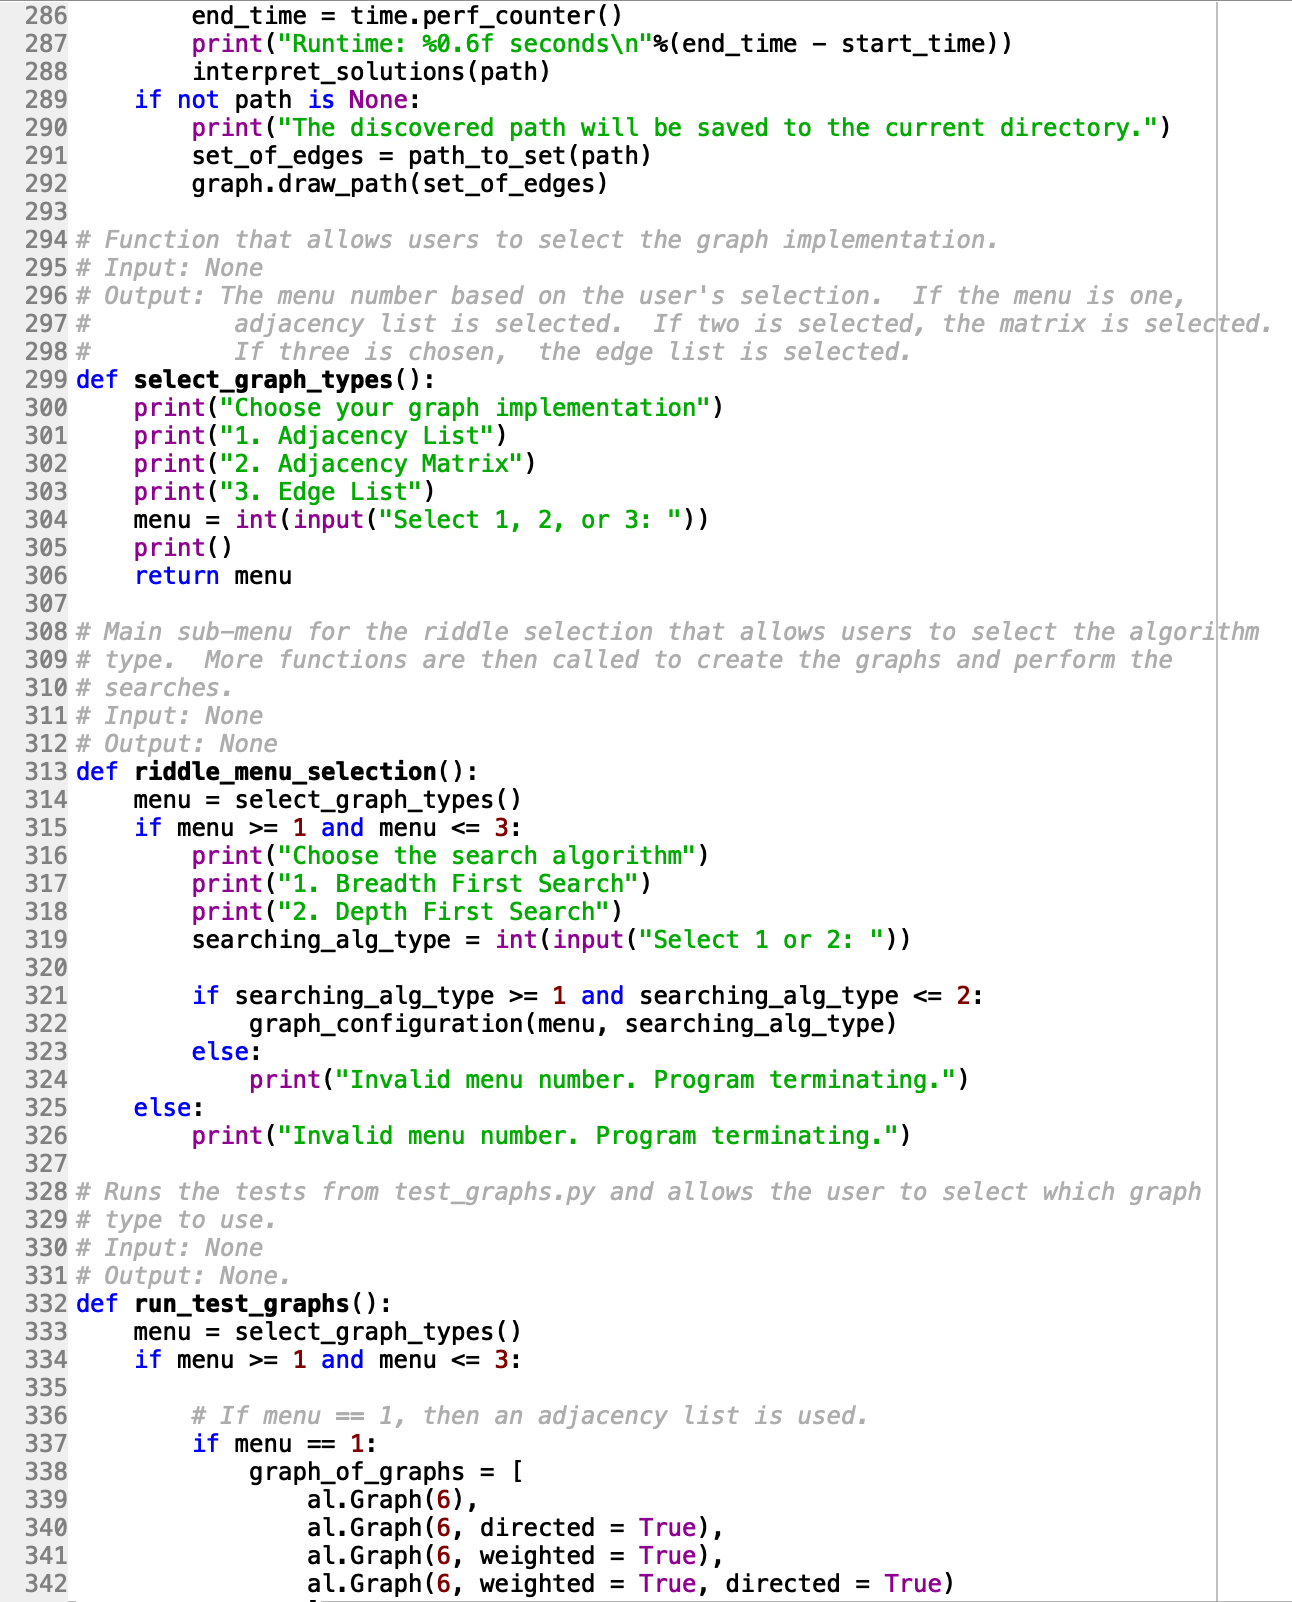 286         end_time = time.perf_counter()
287         print("Runtime: %0.6f seconds\n"%(end_time - start_time))
288         interpret_solutions(path)
289     if not path is None:
290         print("The discovered path will be saved to the current directory.")
291         set_of_edges = path_to_set(path)
292         graph.draw_path(set_of_edges)
293
294 # Function that allows users to select the graph implementation.
295 # Input: None
296 # Output: The menu number based on the user's selection.  If the menu is one,
297 #          adjacency list is selected.  If two is selected, the matrix is selected.
298 #          If three is chosen,  the edge list is selected.
299 def select_graph_types():
300     print("Choose your graph implementation")
301     print("1. Adjacency List")
302     print("2. Adjacency Matrix")
303     print("3. Edge List")
304     menu = int(input("Select 1, 2, or 3: "))
305     print()
306     return menu
307
308 # Main sub-menu for the riddle selection that allows users to select the algorithm
309 # type.  More functions are then called to create the graphs and perform the
310 # searches.
311 # Input: None
312 # Output: None
313 def riddle_menu_selection():
314     menu = select_graph_types()
315     if menu >= 1 and menu <= 3:
316         print("Choose the search algorithm")
317         print("1. Breadth First Search")
318         print("2. Depth First Search")
319         searching_alg_type = int(input("Select 1 or 2: "))
320
321         if searching_alg_type >= 1 and searching_alg_type <= 2:
322             graph_configuration(menu, searching_alg_type)
323         else:
324             print("Invalid menu number. Program terminating.")
325     else:
326         print("Invalid menu number. Program terminating.")
327
328 # Runs the tests from test_graphs.py and allows the user to select which graph
329 # type to use.
330 # Input: None
331 # Output: None.
332 def run_test_graphs():
333     menu = select_graph_types()
334     if menu >= 1 and menu <= 3:
335
336         # If menu == 1, then an adjacency list is used.
337         if menu == 1:
338             graph_of_graphs = [
339                 al.Graph(6),
340                 al.Graph(6, directed = True),
341                 al.Graph(6, weighted = True),
342                 al.Graph(6, weighted = True, directed = True)